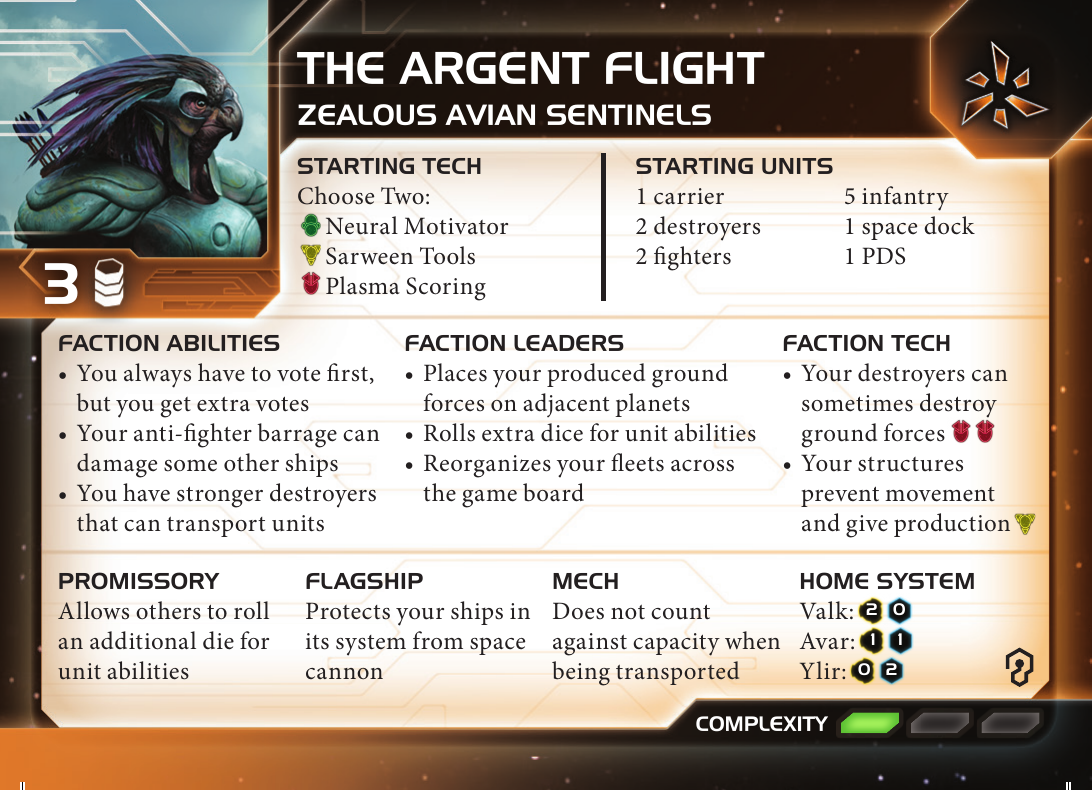 THE ARGENT FLIGHT
ZEALOUS AVIAN SENTINELS
3
STARTING TECH
Choose Two:
Neural Motivator
Sarween Tools
Plasma Scoring
STARTING UNITS
1 carrier
2 destroyers
2 fighters
5 infantry
1 space dock
1 PDS
FACTION ABILITIES
• You always have to vote first,
but you get extra votes
• Your anti-fighter barrage can
damage some other ships
• You have stronger destroyers
that can transport units
FACTION LEADERS
• Places your produced ground
forces on adjacent planets
• Rolls extra dice for unit abilities
• Reorganizes your fleets across
the game board
FACTION TECH
• Your destroyers can
sometimes destroy
ground forces
• Your structures
prevent movement
and give production
PROMISSORY
Allows others to roll
an additional die for
unit abilities
FLAGSHIP
Protects your ships in
its system from space
cannon
MECH
Does not count
against capacity when
being transported
HOME SYSTEM
Valk: 2 0
Avar: 1 1
Ylir: 0 2
COMPLEXITY